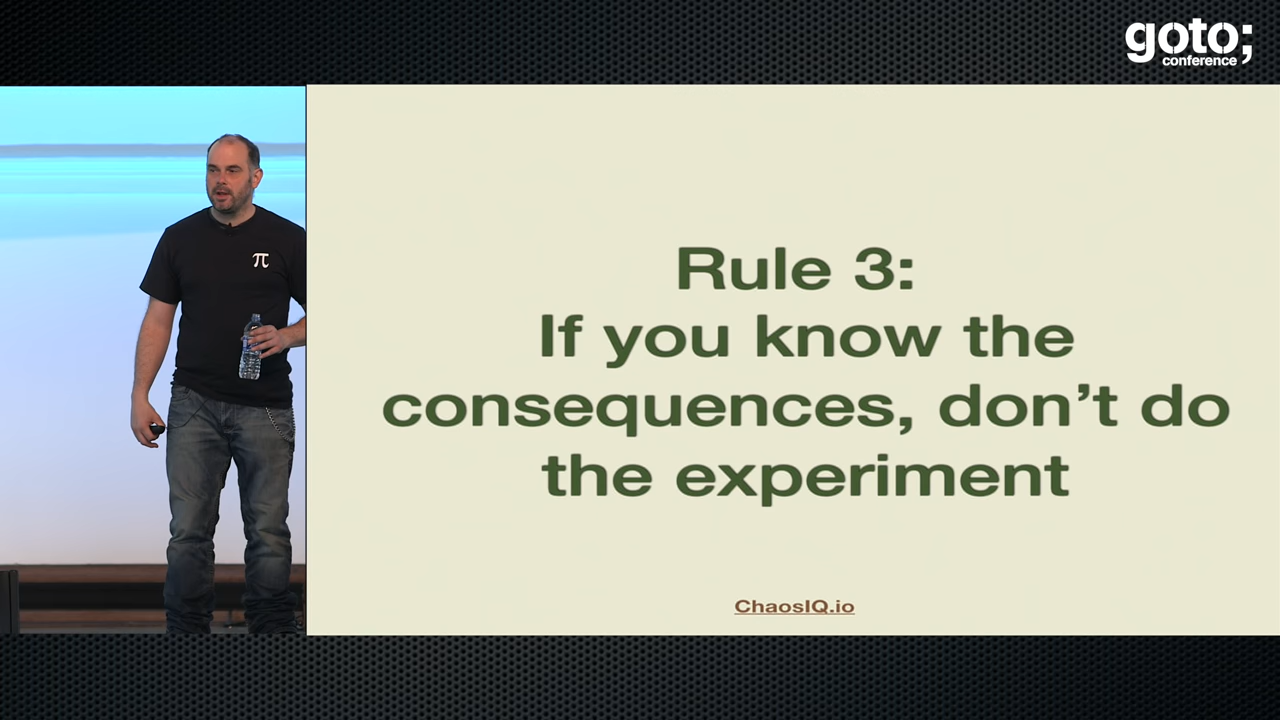 goto;
conference
π
Rule 3:
If you know the
consequences, don’t do
the experiment
ChaosIQ.io